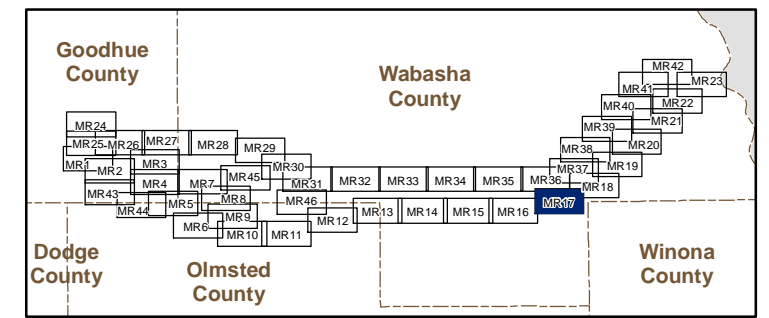 Goodhue
County
Wabasha
County
MR42
MR41
MR23
MR40
MR22
MR39
MR21
MR24
MR25
MR26
MR27
MR28
MR29
MR38
MR20
MR1
MR2
MR3
MR30
MR37
MR19
MR4
MR7
MR45
MR31
MR32
MR33
MR34
MR35
MR36
MR18
MR43
MR44
MR5
MR8
MR46
MR17
MR6
MR9
MR12
MR13
MR14
MR15
MR16
MR10
MR11
Dodge
County
Olmsted
County
Winona
County